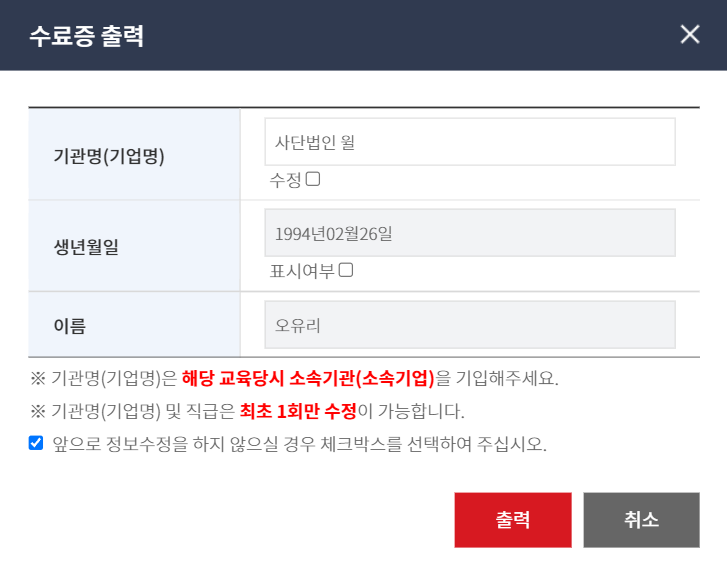 수료증 출력
기관명(기업명)
사단법인 윌
수정
생년월일
1994년02월26일
표시여부
이름
오유리
※ 기관명(기업명)은 해당 교육당시 소속기관(소속기업)을 기입해주세요.
※ 기관명(기업명) 및 직급은 최초 1회만 수정이 가능합니다.
앞으로 정보수정을 하지 않으실 경우 체크박스를 선택하여 주십시오.
출력
취소